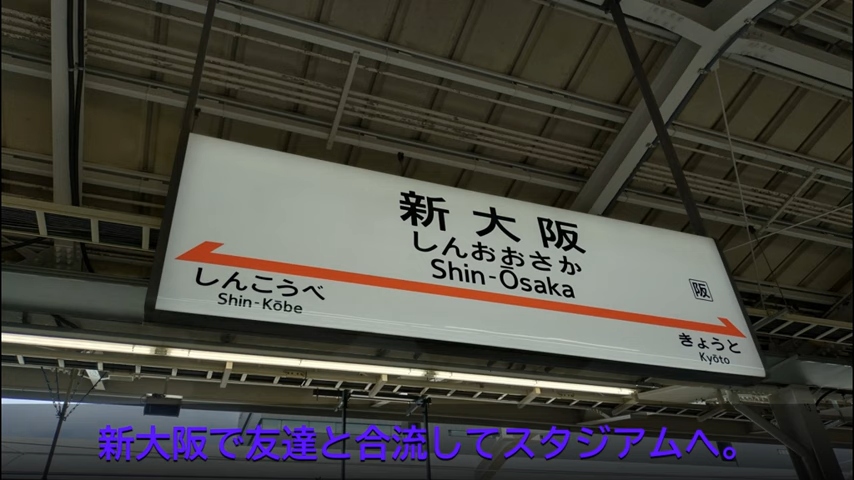 新大阪
しんおおさか
Shin-Ōsaka
阪
しんこうべ
Shin-Kōbe
きょうと
Kyōto
新大阪で友達と合流してスタジアムへ。